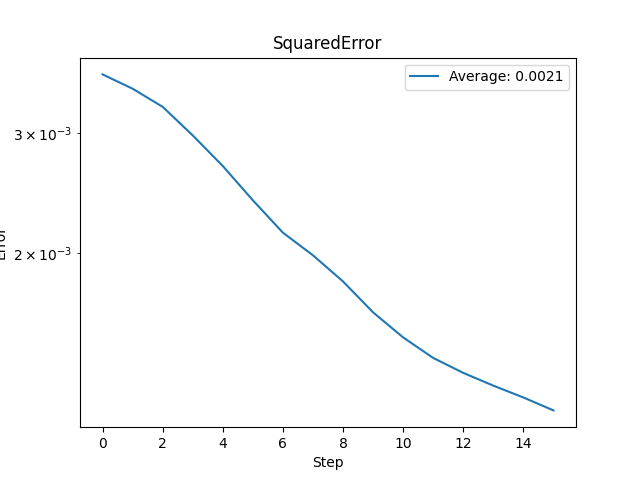 SquaredError
Average: 0.0021
3 × 10⁻³
2 × 10⁻³
Error
0 2 4 6 8 10 12 14
Step